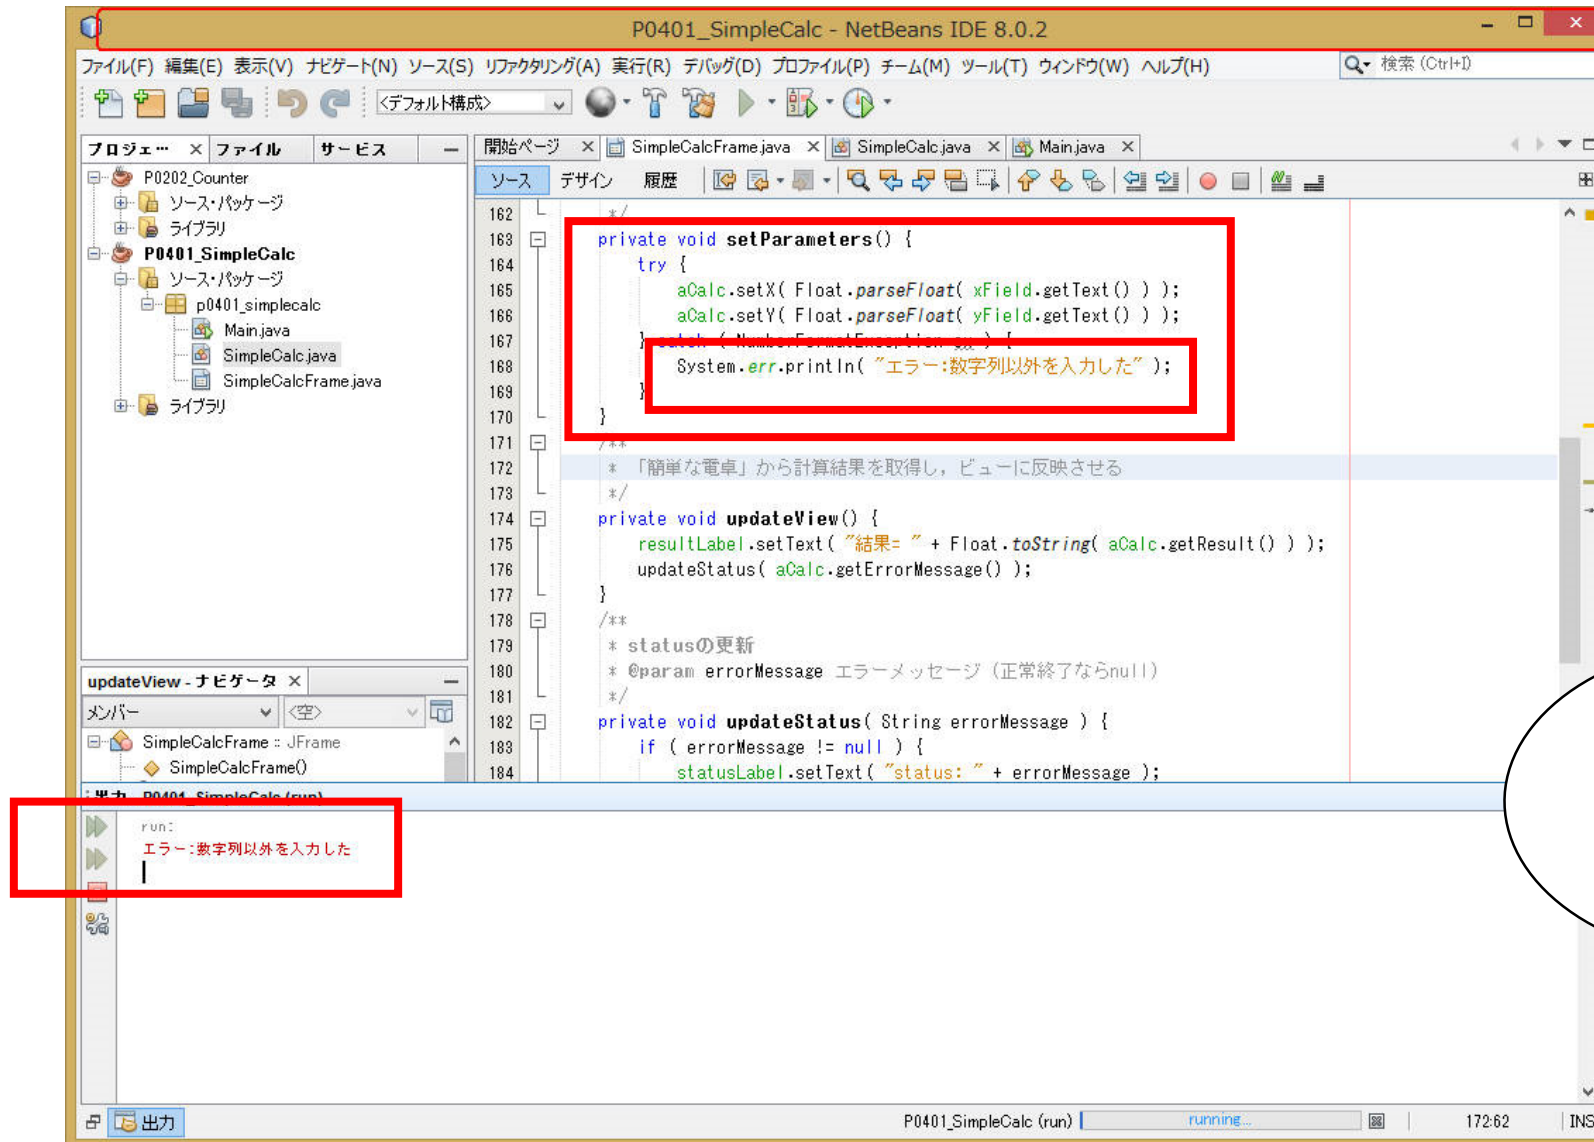 P0401_SimpleCalc - NetBeans IDE 8.0.2
ファイル(F) 編集(E) 表示(V) ナビゲート(N) ソース(S) リファクタリング(A) 実行(R) デバッグ(D) プロファイル(P) チーム(M) ツール(T) ウィンドウ(W) ヘルプ(H)
検索 (Ctrl+I)
<デフォルト構成>
プロジェ… ファイル サービス
P0202_Counter
ソース・パッケージ
ライブラリ
P0401_SimpleCalc
ソース・パッケージ
p0401_simplecalc
Main.java
SimpleCalc.java
SimpleCalcFrame.java
ライブラリ
開始ページ SimpleCalcFrame.java SimpleCalc.java Main.java
ソース デザイン 履歴
162 */
163 private void setParameters() {
164 try {
165 aCalc.setX( Float.parseFloat( xField.getText() ) );
166 aCalc.setY( Float.parseFloat( yField.getText() ) );
167 } catch ( NumberFormatException ex ) {
168 System.err.println( "エラー:数字列以外を入力した" );
169 }
170 }
171 /**
172 * 「簡単な電卓」から計算結果を取得し，ビューに反映させる
173 */
174 private void updateView() {
175 resultLabel.setText( "結果= " + Float.toString( aCalc.getResult() ) );
176 updateStatus( aCalc.getErrorMessage() );
177 }
178 /**
179 * statusの更新
180 * @param errorMessage エラーメッセージ（正常終了ならnull）
181 */
182 private void updateStatus( String errorMessage ) {
183 if ( errorMessage != null ) {
184 statusLabel.setText( "status: " + errorMessage );
updateView - ナビゲータ
メンバー <空>
SimpleCalcFrame :: JFrame
SimpleCalcFrame()
出力 - P0401_SimpleCalc (run)
run:
エラー:数字列以外を入力した
出力
P0401_SimpleCalc (run) running... 172:62 INS